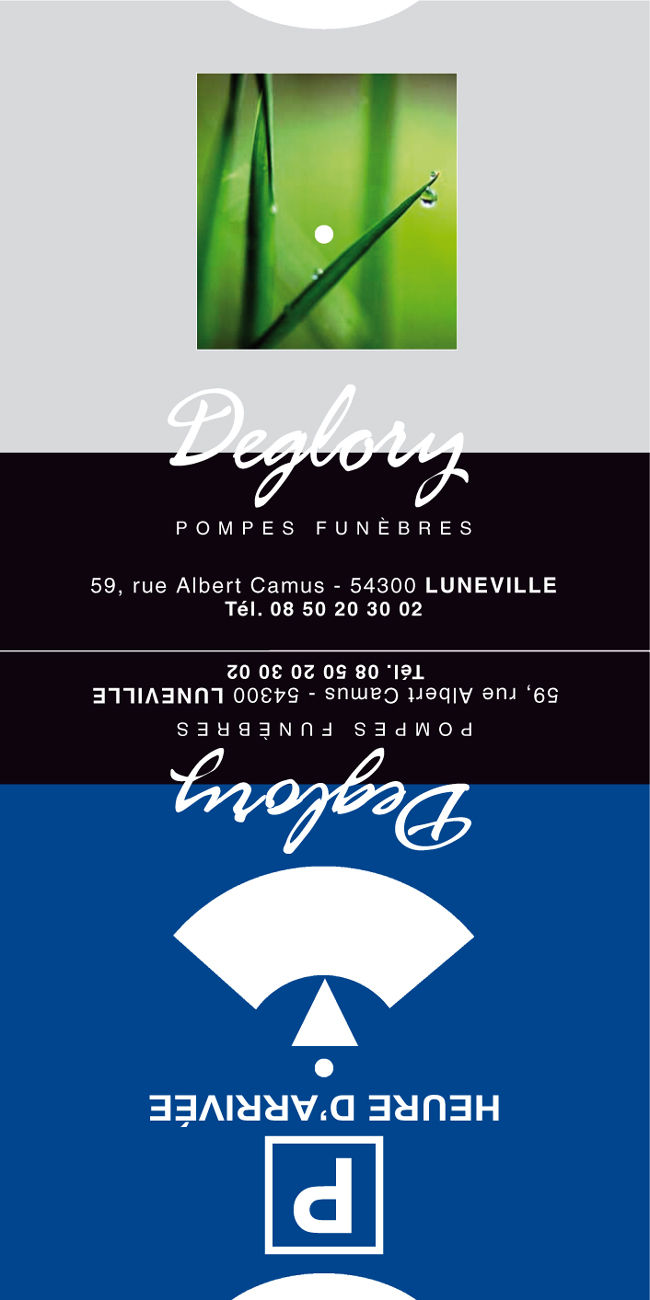 Deglory
POMPES FUNÈBRES
59, rue Albert Camus - 54300 LUNEVILLE
Tél. 08 50 20 30 02
P
HEURE D'ARRIVÉE
Deglory
POMPES FUNÈBRES
59, rue Albert Camus - 54300 LUNEVILLE
Tél. 08 50 20 30 02